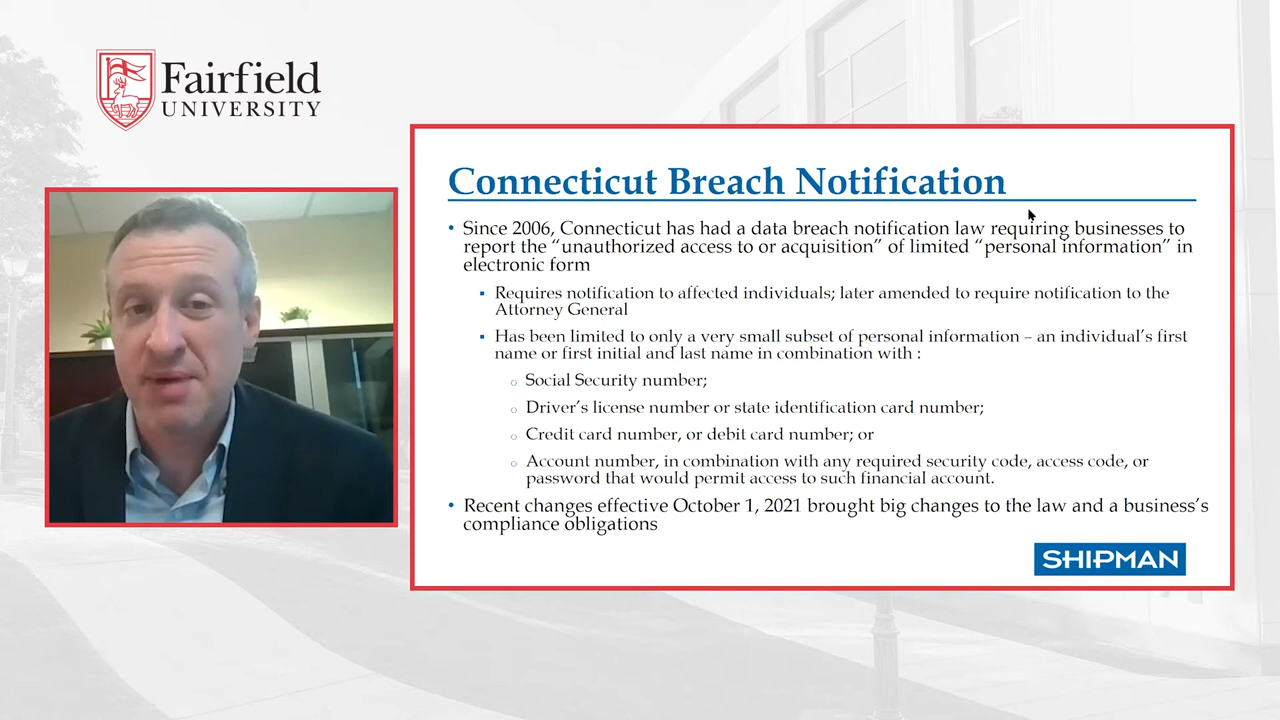 Fairfield
UNIVERSITY
Connecticut Breach Notification
• Since 2006, Connecticut has had a data breach notification law requiring businesses to
report the “unauthorized access to or acquisition” of limited “personal information” in
electronic form
▪ Requires notification to affected individuals; later amended to require notification to the
Attorney General
▪ Has been limited to only a very small subset of personal information – an individual’s first
name or first initial and last name in combination with :
o Social Security number;
o Driver’s license number or state identification card number;
o Credit card number, or debit card number; or
o Account number, in combination with any required security code, access code, or
password that would permit access to such financial account.
• Recent changes effective October 1, 2021 brought big changes to the law and a business’s
compliance obligations
SHIPMAN